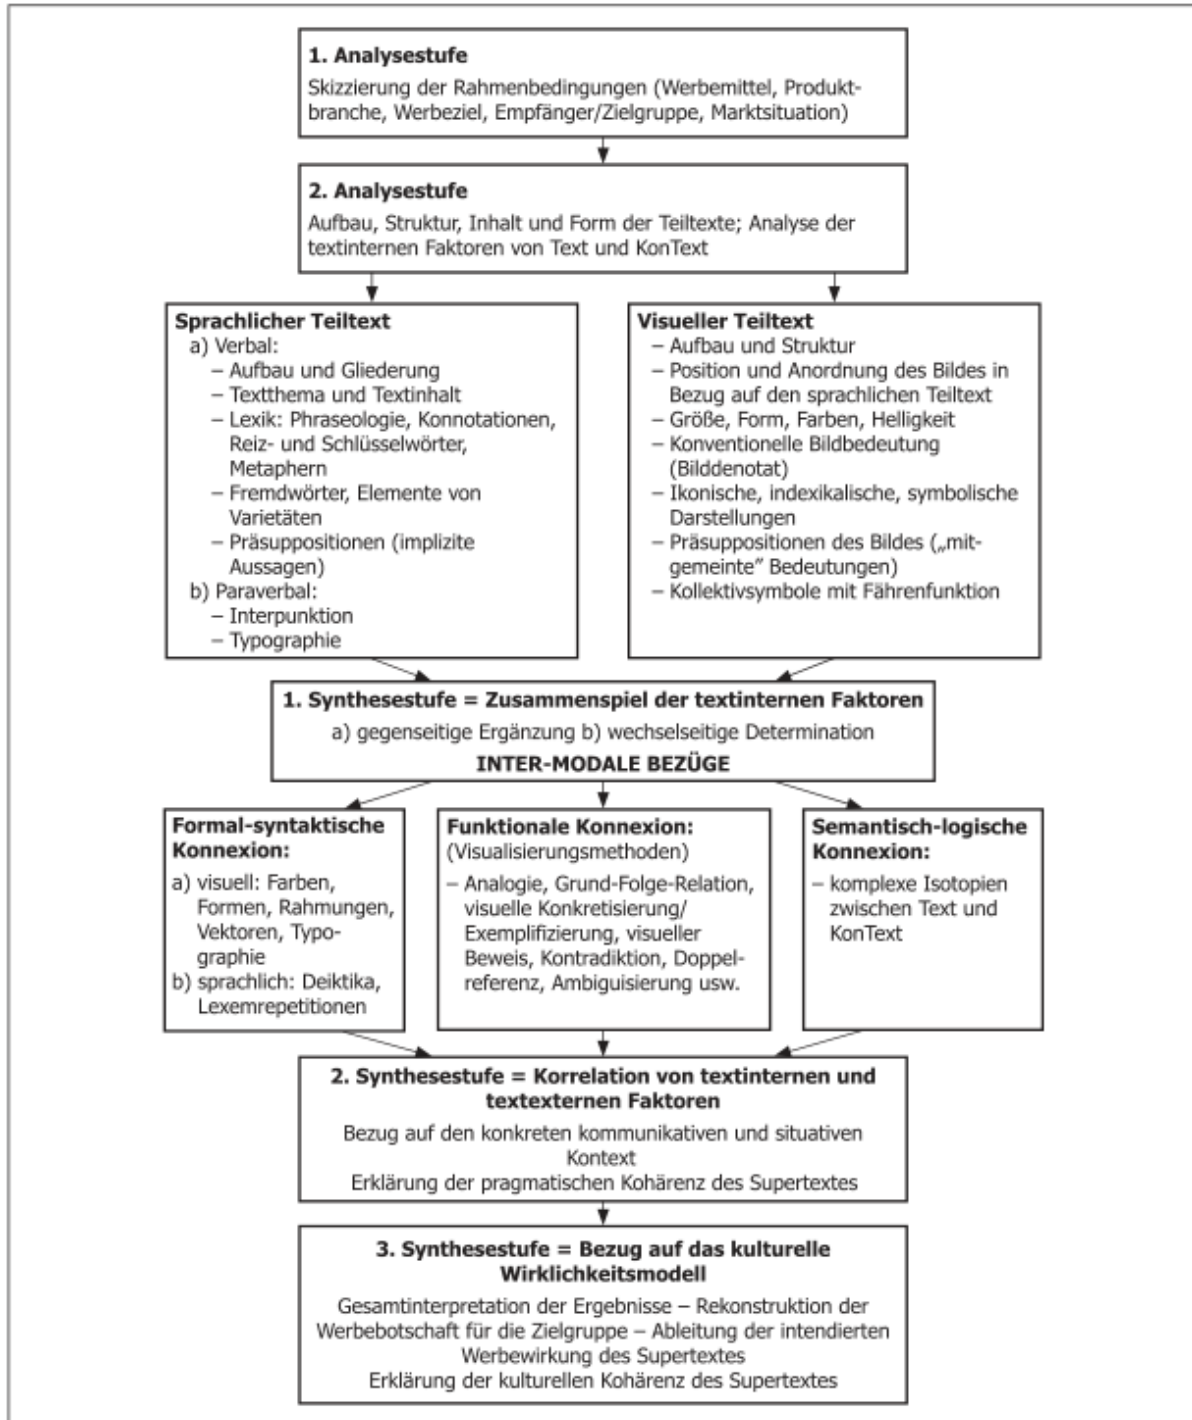 1. Analysestufe
Skizzierung der Rahmenbedingungen (Werbemittel, Produkt-
branche, Werbeziel, Empfänger/Zielgruppe, Marktsituation)
2. Analysestufe
Aufbau, Struktur, Inhalt und Form der Teiltexte; Analyse der
textinternen Faktoren von Text und KonText
Sprachlicher Teiltext
a) Verbal:
– Aufbau und Gliederung
– Textthema und Textinhalt
– Lexik: Phraseologie, Konnotationen,
Reiz- und Schlüsselwörter,
Metaphern
– Fremdwörter, Elemente von
Varietäten
– Präsuppositionen (implizite
Aussagen)
b) Paraverbal:
– Interpunktion
– Typographie
Visueller Teiltext
– Aufbau und Struktur
– Position und Anordnung des Bildes in
Bezug auf den sprachlichen Teiltext
– Größe, Form, Farben, Helligkeit
– Konventionelle Bildbedeutung
(Bilddenotat)
– Ikonische, indexikalische, symbolische
Darstellungen
– Präsuppositionen des Bildes („mit-
gemeinte” Bedeutungen)
– Kollektivsymbole mit Fährenfunktion
1. Synthesestufe = Zusammenspiel der textinternen Faktoren
a) gegenseitige Ergänzung b) wechselseitige Determination
INTER-MODALE BEZÜGE
Formal-syntaktische
Konnexion:
a) visuell: Farben,
Formen, Rahmungen,
Vektoren, Typo-
graphie
b) sprachlich: Deiktika,
Lexemrepetitionen
Funktionale Konnexion:
(Visualisierungsmethoden)
– Analogie, Grund-Folge-Relation,
visuelle Konkretisierung/
Exemplifizierung, visueller
Beweis, Kontradiktion, Doppel-
referenz, Ambiguisierung usw.
Semantisch-logische
Konnexion:
– komplexe Isotopien
zwischen Text und
KonText
2. Synthesestufe = Korrelation von textinternen und
textexternen Faktoren
Bezug auf den konkreten kommunikativen und situativen
Kontext
Erklärung der pragmatischen Kohärenz des Supertextes
3. Synthesestufe = Bezug auf das kulturelle
Wirklichkeitsmodell
Gesamtinterpretation der Ergebnisse – Rekonstruktion der
Werbebotschaft für die Zielgruppe – Ableitung der intendierten
Werbewirkung des Supertextes
Erklärung der kulturellen Kohärenz des Supertextes